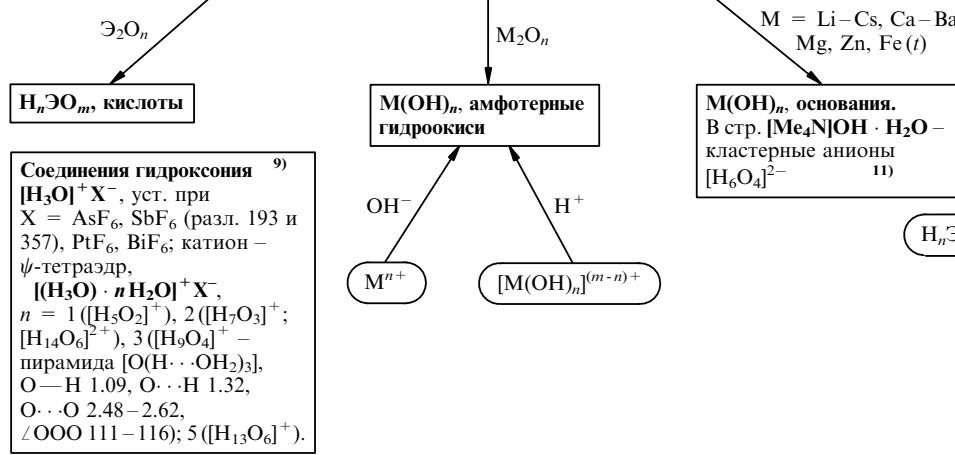 Э₂Oₙ
M₂Oₙ
M = Li – Cs, Ca – Ba
Mg, Zn, Fe (t)
HₙЭOₘ, кислоты
M(OH)ₙ, амфотерные
гидроокиси
M(OH)ₙ, основания.
В стр. [Me₄N]OH · H₂O –
кластерные анионы
[H₆O₄]²⁻ 11)
Соединения гидроксония 9)
[H₃O]⁺X⁻, уст. при
X = AsF₆, SbF₆ (разл. 193 и
357), PtF₆, BiF₆; катион –
ψ-тетраэдр,
[(H₃O) · nH₂O]⁺X⁻,
n = 1 ([H₅O₂]⁺), 2 ([H₇O₃]⁺;
[H₁₄O₆]²⁺), 3 ([H₉O₄]⁺ –
пирамида [O(H···OH₂)₃],
O—H 1.09, O···H 1.32,
O···O 2.48 – 2.62,
∠OOO 111 – 116); 5 ([H₁₃O₆]⁺).
OH⁻
H⁺
Mⁿ⁺
[M(OH)ₙ]⁽ᵐ⁻ⁿ⁾⁺
HₙЭ